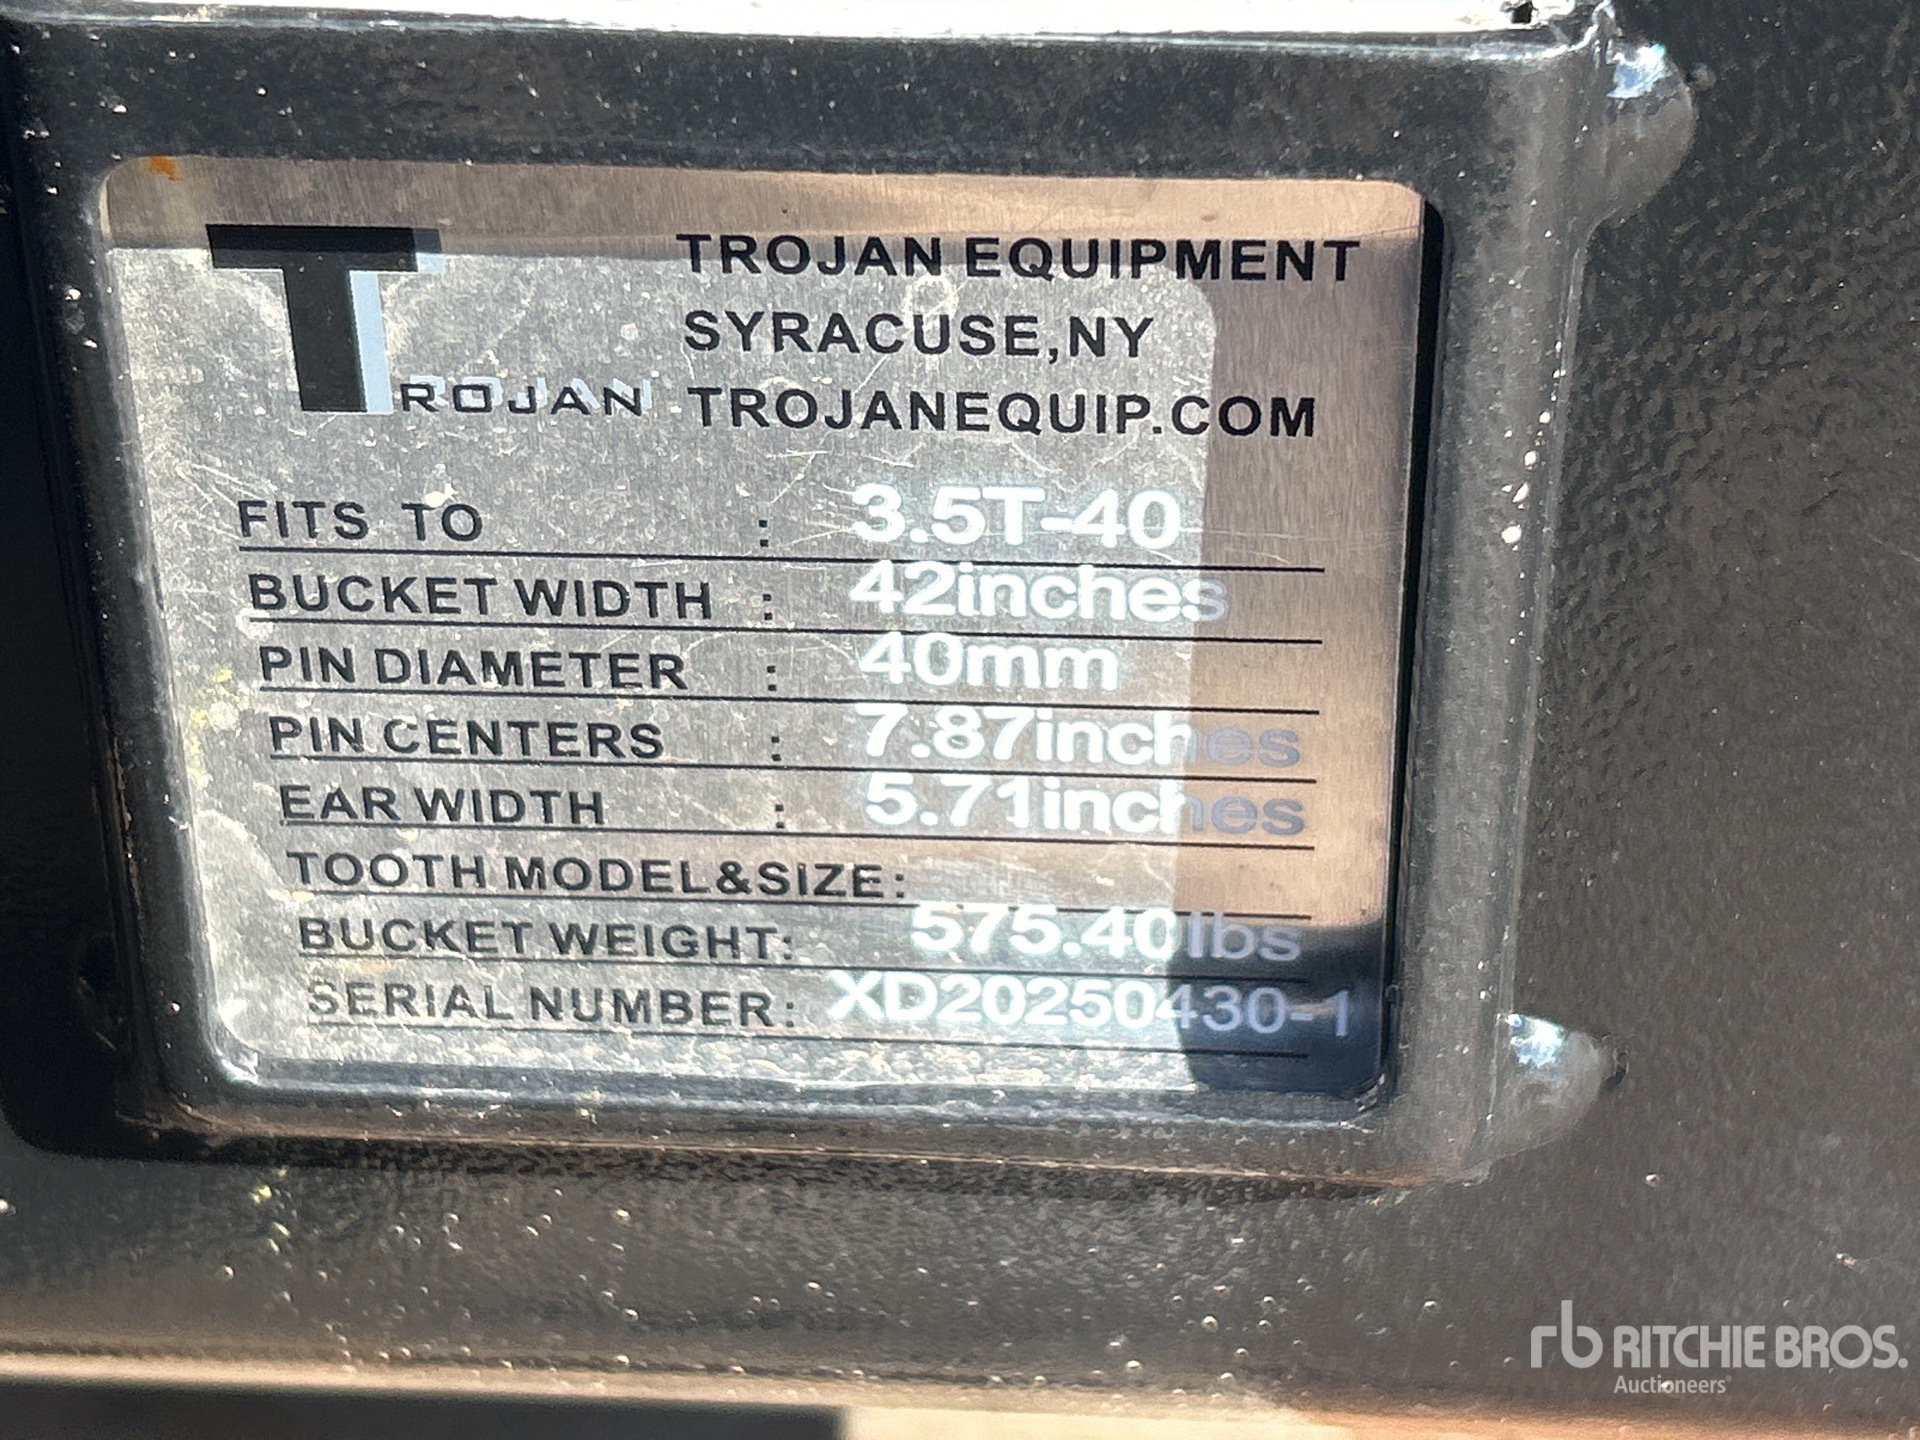 TROJAN
TROJAN EQUIPMENT
SYRACUSE,NY
TROJANEQUIP.COM
FITS TO : 3.5T-40
BUCKET WIDTH : 42inches
PIN DIAMETER : 40mm
PIN CENTERS : 7.87inches
EAR WIDTH : 5.71inches
TOOTH MODEL&SIZE:
BUCKET WEIGHT: 575.40lbs
SERIAL NUMBER: XD20250430-1
rb RITCHIE BROS.
Auctioneers